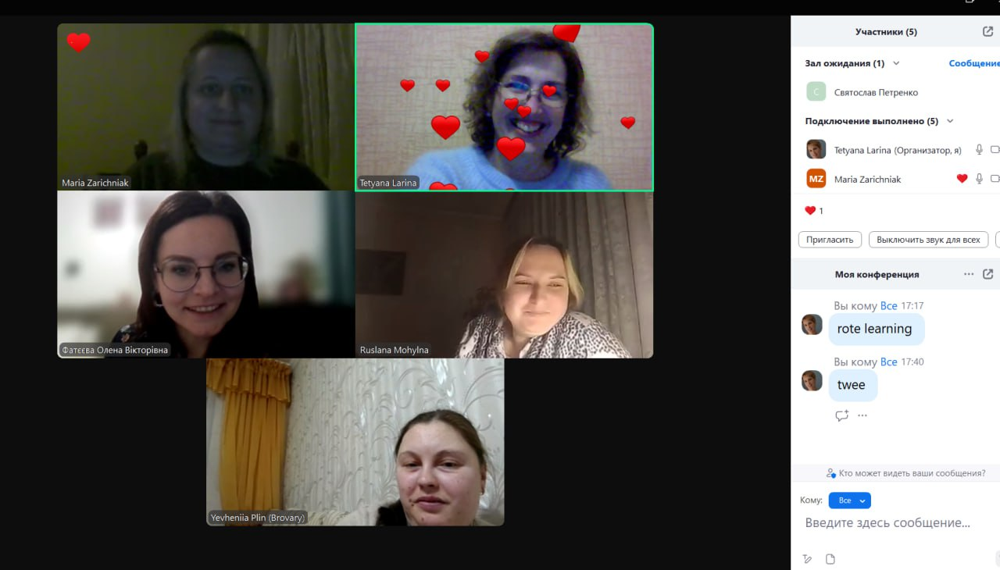 Maria Zarichniak
Tetyana Larina
Фатєєва Олена Вікторівна
Ruslana Mohylna
Yevheniia Plin (Brovary)
Участники (5)
Зал ожидания (1)
Сообщение
С
Святослав Петренко
Подключение выполнено (5)
Tetyana Larina (Организатор, я)
MZ
Maria Zarichniak
1
Пригласить
Выключить звук для всех
Моя конференция
Вы кому Все 17:17
rote learning
Вы кому Все 17:40
twee
Кто может видеть ваши сообщения?
Кому:
Все
Введите здесь сообщение...